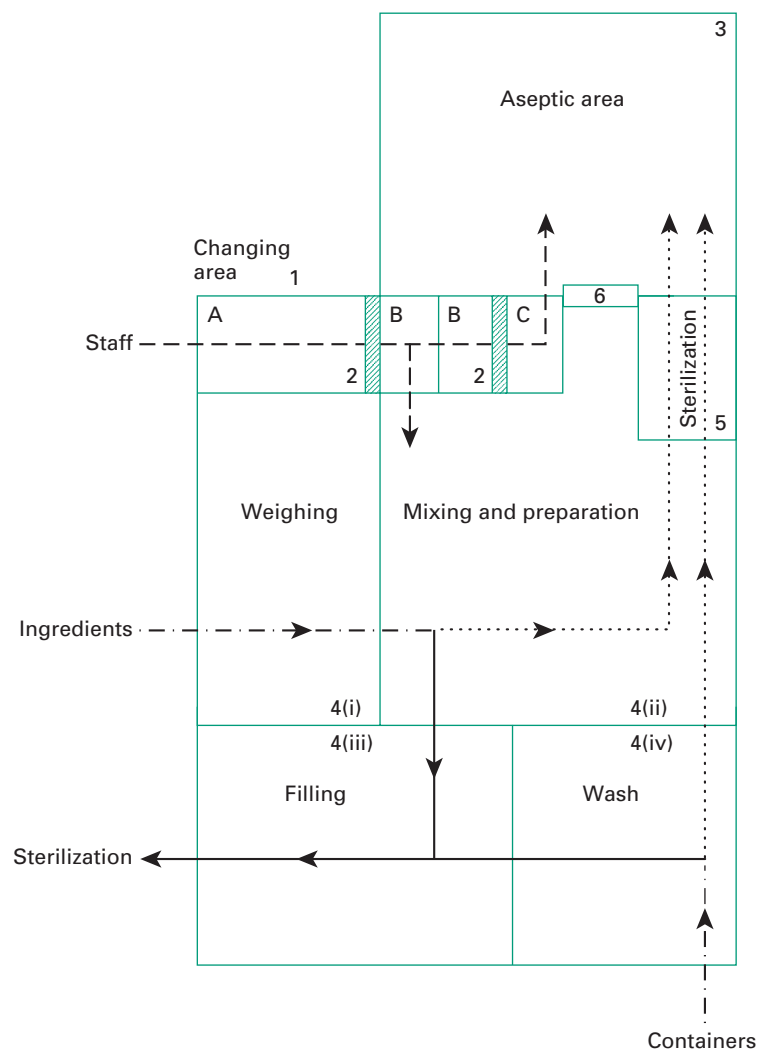 3
Aseptic area
Changing
area
1
6
A
B
B
C
Staff
2
2
Sterilization
5
Weighing
Mixing and preparation
Ingredients
4(i)
4(ii)
4(iii)
4(iv)
Filling
Wash
Sterilization
Containers